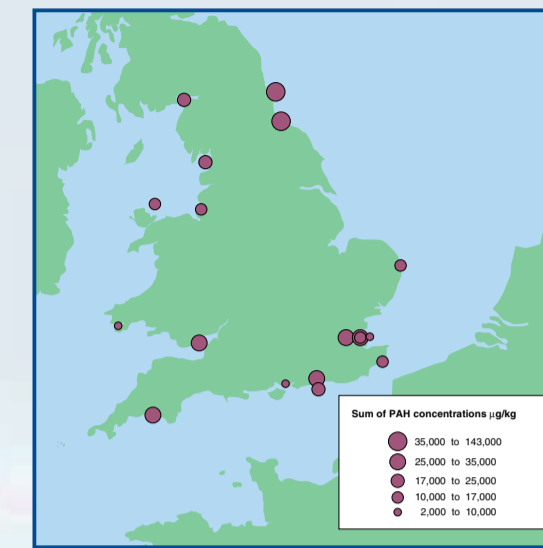 Sum of PAH concentrations µg/kg
35,000 to 143,000
25,000 to 35,000
17,000 to 25,000
10,000 to 17,000
2,000 to 10,000